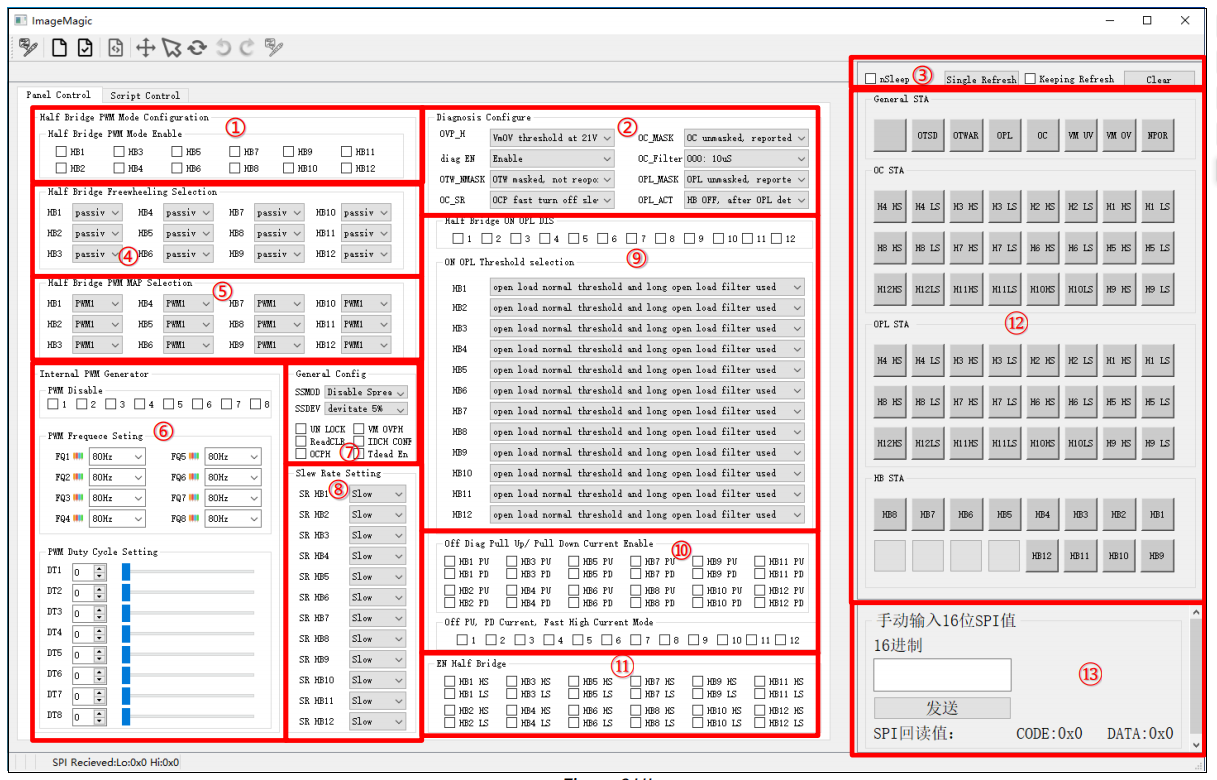 ImageMagic
Panel Control Script Control
Half Bridge PWM Mode Configuration
①
Half Bridge PWM Mode Enable
HB1 HB3 HB5 HB7 HB9 HB11
HB2 HB4 HB6 HB8 HB10 HB12
Half Bridge Freewheeling Selection
HB1 passiv HB4 passiv HB7 passiv HB10 passiv
HB2 passiv HB5 passiv HB8 passiv HB11 passiv
HB3 passiv ④ HB6 passiv HB9 passiv HB12 passiv
Half Bridge PWM MAP Selection
⑤
HB1 PWM1 HB4 PWM1 HB7 PWM1 HB10 PWM1
HB2 PWM1 HB5 PWM1 HB8 PWM1 HB11 PWM1
HB3 PWM1 HB6 PWM1 HB9 PWM1 HB12 PWM1
Internal PWM Generator
PWM Disable
1 2 3 4 5 6 7 8
PWM Frequece Seting ⑥
FQ1 80Hz FQ5 80Hz
FQ2 80Hz FQ6 80Hz
FQ3 80Hz FQ7 80Hz
FQ4 80Hz FQ8 80Hz
PWM Duty Cycle Setting
DT1 0
DT2 0
DT3 0
DT4 0
DT5 0
DT6 0
DT7 0
DT8 0
General Config
SSMOD Disable Sprea
SSDEV devitate 5%
UN LOCK VM OVPH
ReadCLR IDCH CONF
OCPH ⑦ Tdead En
Slew Rate Setting
⑧
SR HB1 Slow
SR HB2 Slow
SR HB3 Slow
SR HB4 Slow
SR HB5 Slow
SR HB6 Slow
SR HB7 Slow
SR HB8 Slow
SR HB9 Slow
SR HB10 Slow
SR HB11 Slow
SR HB12 Slow
Diagnosis Configure
②
OVP_H VmOV threshold at 21V OC_MASK OC unmasked, reported
diag EN Enable OC_Filter 000: 10uS
OTW_NMASK OTW masked, not repo OPL_MASK OPL unmasked, reporte
OC_SR OCP fast turn off sle OPL_ACT HB OFF, after OPL det
Half Bridge ON OPL DIS
1 2 3 4 5 6 7 8 9 10 11 12
ON OPL Threshold selection ⑨
HB1 open load normal threshold and long open load filter used
HB2 open load normal threshold and long open load filter used
HB3 open load normal threshold and long open load filter used
HB4 open load normal threshold and long open load filter used
HB5 open load normal threshold and long open load filter used
HB6 open load normal threshold and long open load filter used
HB7 open load normal threshold and long open load filter used
HB8 open load normal threshold and long open load filter used
HB9 open load normal threshold and long open load filter used
HB10 open load normal threshold and long open load filter used
HB11 open load normal threshold and long open load filter used
HB12 open load normal threshold and long open load filter used
Off Diag Pull Up/ Pull Down Current Enable
⑩
HB1 PU HB3 PU HB5 PU HB7 PU HB9 PU HB11 PU
HB1 PD HB3 PD HB5 PD HB7 PD HB9 PD HB11 PD
HB2 PU HB4 PU HB6 PU HB8 PU HB10 PU HB12 PU
HB2 PD HB4 PD HB6 PD HB8 PD HB10 PD HB12 PD
Off PU, PD Current, Fast High Current Mode
1 2 3 4 5 6 7 8 9 10 11 12
EN Half Bridge ⑪
HB1 HS HB3 HS HB5 HS HB7 HS HB9 HS HB11 HS
HB1 LS HB3 LS HB5 LS HB7 LS HB9 LS HB11 LS
HB2 HS HB4 HS HB6 HS HB8 HS HB10 HS HB12 HS
HB2 LS HB4 LS HB6 LS HB8 LS HB10 LS HB12 LS
nSleep ③ Single Refresh Keeping Refresh Clear
General STA
OTSD OTWAR OPL OC VM UV VM OV NPOR
OC STA
H4 HS H4 LS H3 HS H3 LS H2 HS H2 LS H1 HS H1 LS
H8 HS H8 LS H7 HS H7 LS H6 HS H6 LS H5 HS H5 LS
H12HS H12LS H11HS H11LS H10HS H10LS H9 HS H9 LS
OPL STA ⑫
H4 HS H4 LS H3 HS H3 LS H2 HS H2 LS H1 HS H1 LS
H8 HS H8 LS H7 HS H7 LS H6 HS H6 LS H5 HS H5 LS
H12HS H12LS H11HS H11LS H10HS H10LS H9 HS H9 LS
HB STA
HB8 HB7 HB6 HB5 HB4 HB3 HB2 HB1
HB12 HB11 HB10 HB9
手动输入16位SPI值
16进制
⑬
发送
SPI回读值: CODE:0x0 DATA:0x0
SPI Recieved:Lo:0x0 Hi:0x0